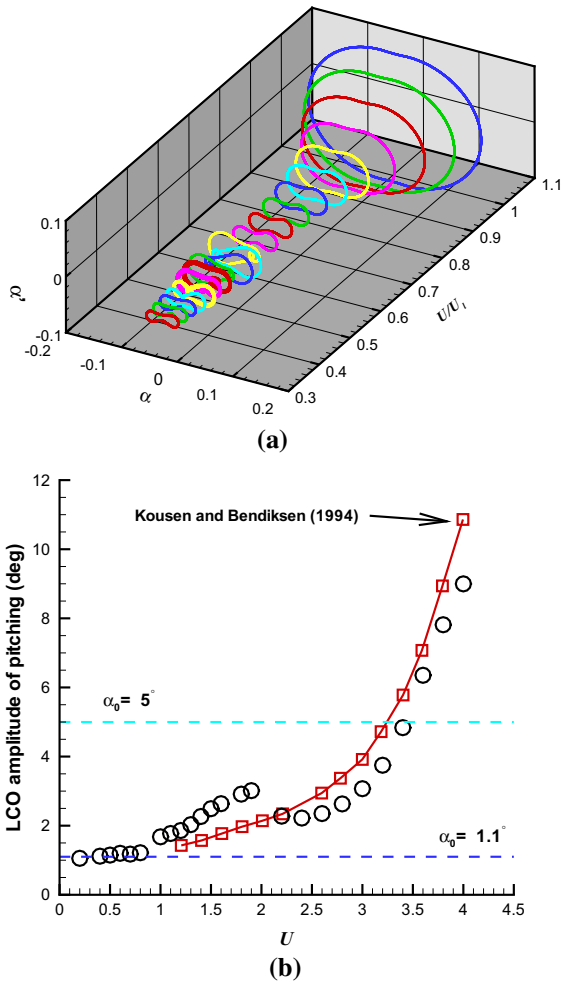 0.1
0
-0.1
α'
-0.2
-0.1
0
0.1
0.2
α
0.3
0.4
0.5
0.6
0.7
0.8
0.9
1
1.1
U/U_l
(a)
12
10
8
6
4
2
0
LCO amplitude of pitching (deg)
Kousen and Bendiksen (1994)
α₀= 5°
α₀= 1.1°
0 0.5 1 1.5 2 2.5 3 3.5 4 4.5
U
(b)